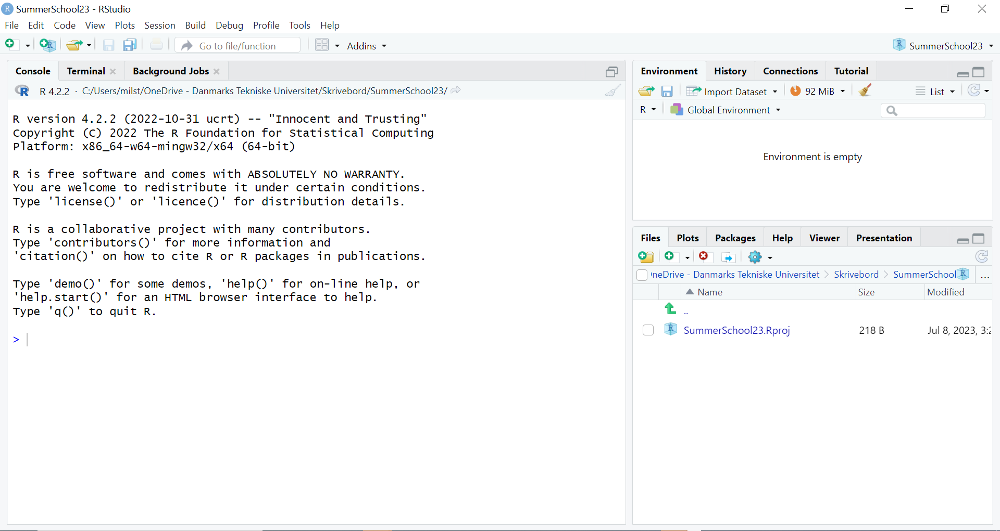 SummerSchool23 - RStudio
File Edit Code View Plots Session Build Debug Profile Tools Help
Go to file/function Addins SummerSchool23
Console Terminal Background Jobs
R 4.2.2 · C:/Users/milst/OneDrive - Danmarks Tekniske Universitet/Skrivebord/SummerSchool23/
R version 4.2.2 (2022-10-31 ucrt) -- "Innocent and Trusting"
Copyright (C) 2022 The R Foundation for Statistical Computing
Platform: x86_64-w64-mingw32/x64 (64-bit)
R is free software and comes with ABSOLUTELY NO WARRANTY.
You are welcome to redistribute it under certain conditions.
Type 'license()' or 'licence()' for distribution details.
R is a collaborative project with many contributors.
Type 'contributors()' for more information and
'citation()' on how to cite R or R packages in publications.
Type 'demo()' for some demos, 'help()' for on-line help, or
'help.start()' for an HTML browser interface to help.
Type 'q()' to quit R.
>
Environment History Connections Tutorial
Import Dataset 92 MiB List
R Global Environment
Environment is empty
Files Plots Packages Help Viewer Presentation
neDrive - Danmarks Tekniske Universitet Skrivebord SummerSchool ...
Name Size Modified
..
SummerSchool23.Rproj 218 B Jul 8, 2023, 3: